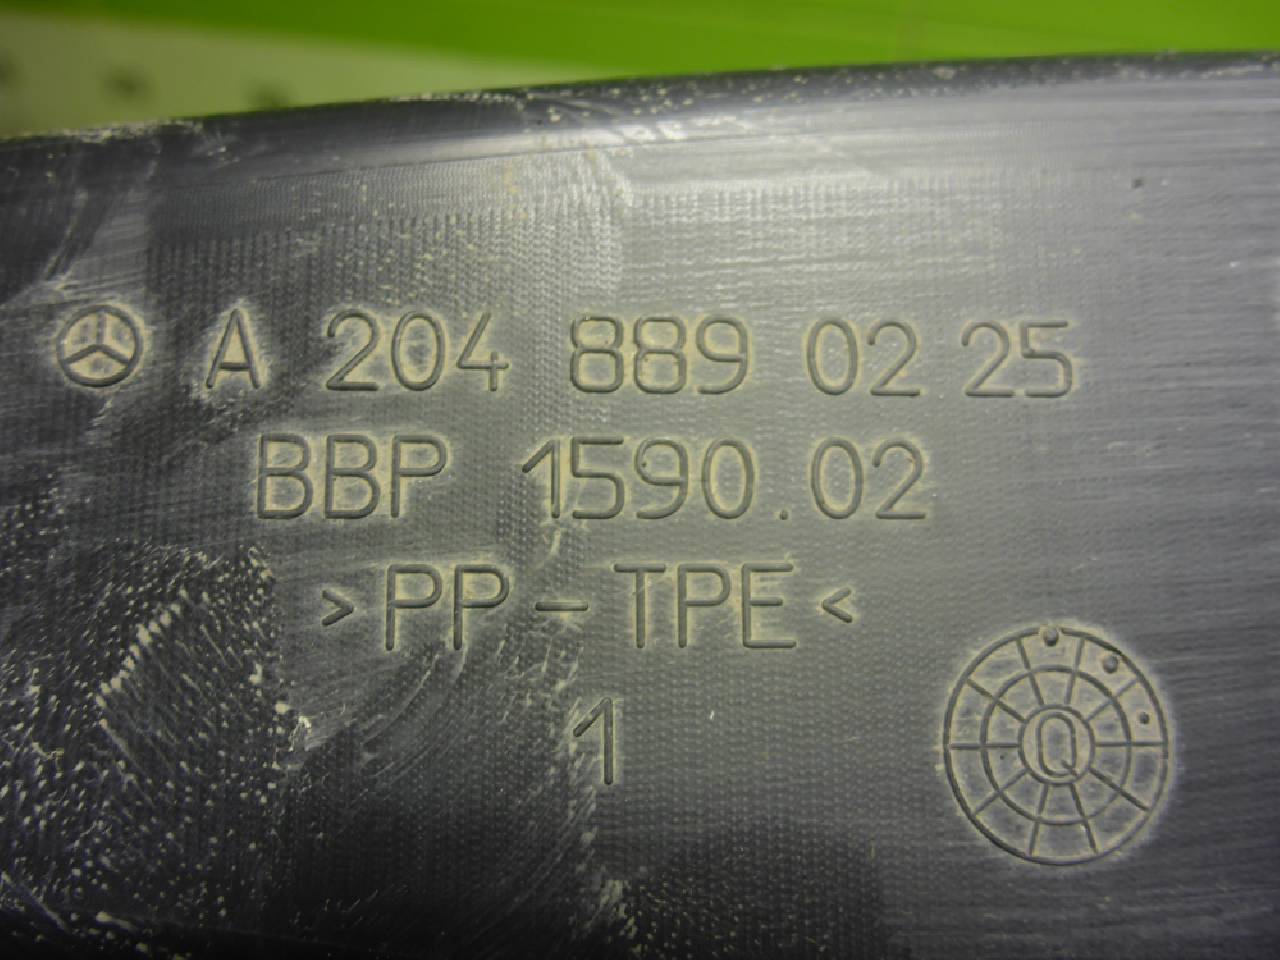 A 204 889 02 25
BBP 1590.02
>PP-TPE<
1
Q